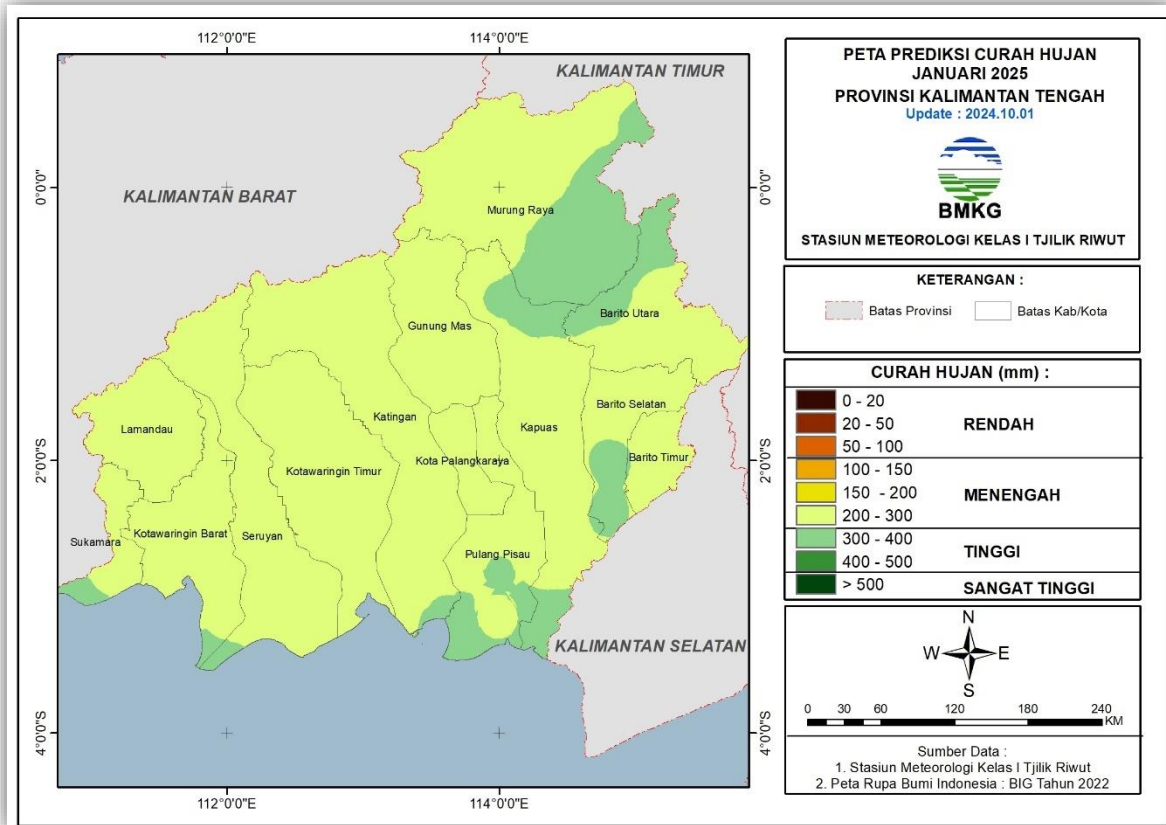 112°0'0"E
114°0'0"E
KALIMANTAN TIMUR
KALIMANTAN BARAT
0°0'0"
0°0'0"
Murung Raya
Barito Utara
Gunung Mas
Barito Selatan
Katingan
Kapuas
Lamandau
2°0'0"S
2°0'0"S
Kotawaringin Timur
Kota Palangkaraya
Barito Timur
Kotawaringin Barat
Seruyan
Sukamara
Pulang Pisau
KALIMANTAN SELATAN
4°0'0"S
4°0'0"S
112°0'0"E
114°0'0"E
PETA PREDIKSI CURAH HUJAN
JANUARI 2025
PROVINSI KALIMANTAN TENGAH
Update : 2024.10.01
BMKG
STASIUN METEOROLOGI KELAS I TJILIK RIWUT
KETERANGAN :
Batas Provinsi
Batas Kab/Kota
CURAH HUJAN (mm) :
0 - 20
20 - 50
RENDAH
50 - 100
100 - 150
150 - 200
MENENGAH
200 - 300
300 - 400
TINGGI
400 - 500
> 500
SANGAT TINGGI
N
W
E
S
0 30 60 120 180 240
KM
Sumber Data :
1. Stasiun Meteorologi Kelas I Tjilik Riwut
2. Peta Rupa Bumi Indonesia : BIG Tahun 2022